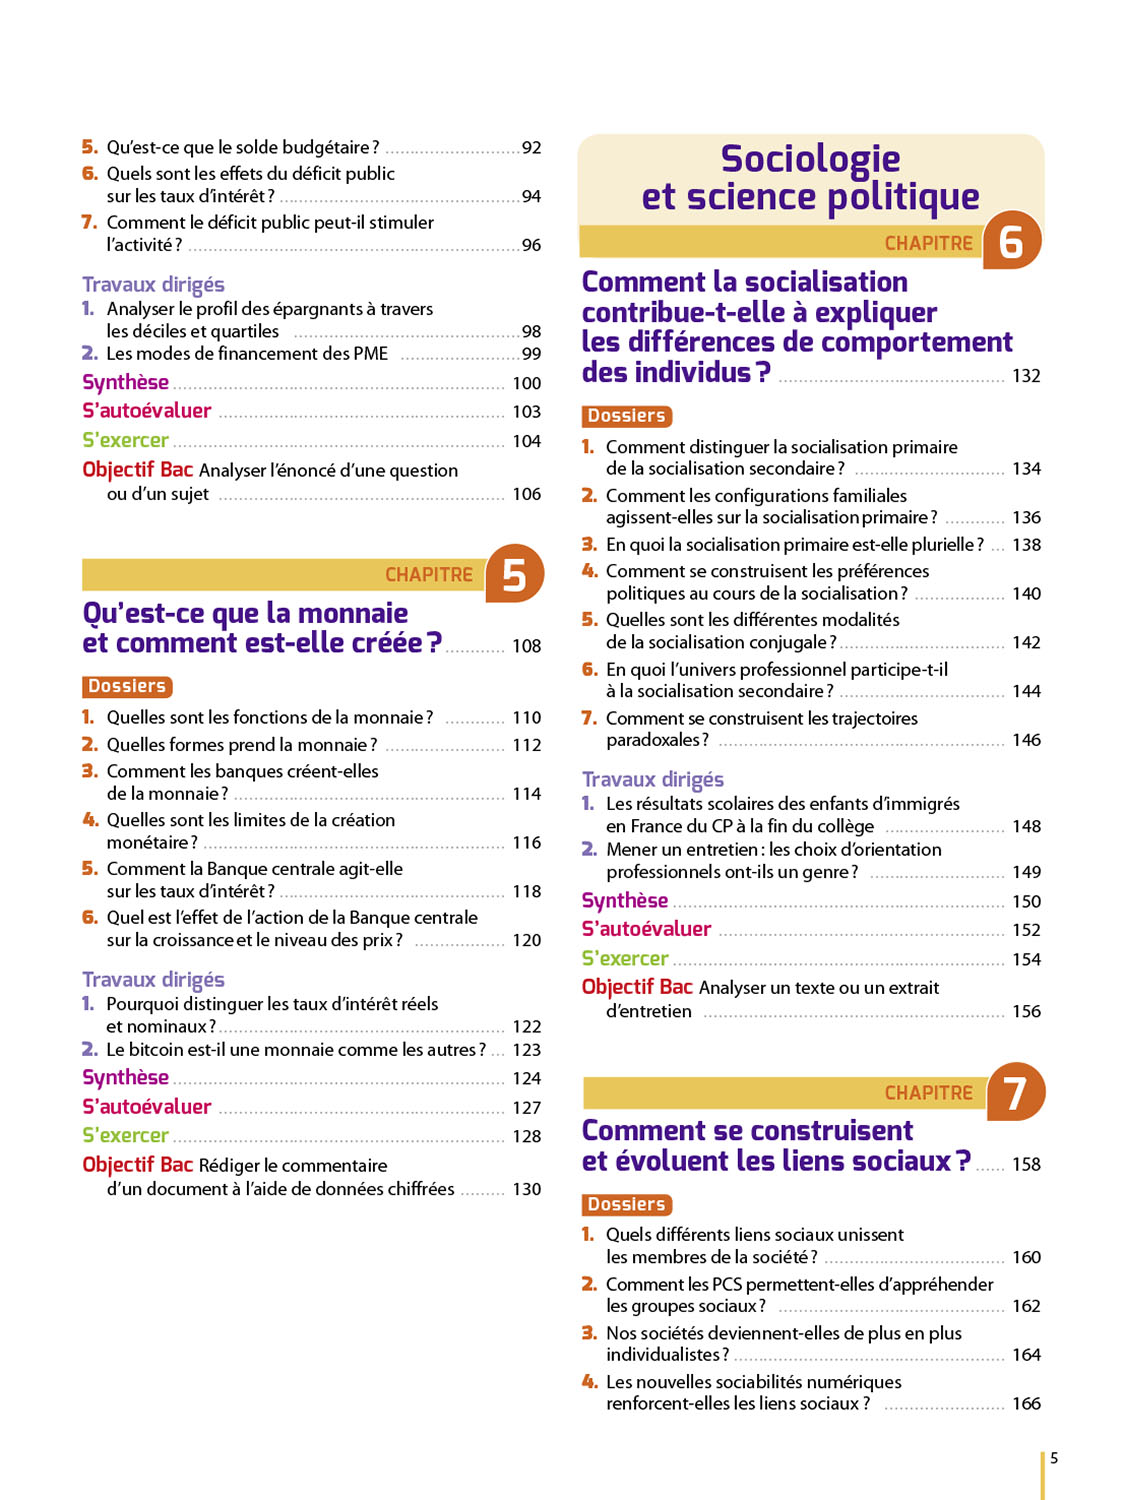 5. Qu’est-ce que le solde budgétaire ? ........................... 92
6. Quels sont les effets du déficit public
sur les taux d’intérêt ? ................................................ 94
7. Comment le déficit public peut-il stimuler
l’activité ? .................................................................. 96
Travaux dirigés
1. Analyser le profil des épargnants à travers
les déciles et quartiles ............................................. 98
2. Les modes de financement des PME ........................ 99
Synthèse .................................................................. 100
S’autoévaluer ......................................................... 103
S’exercer .................................................................. 104
Objectif Bac Analyser l’énoncé d’une question
ou d’un sujet ......................................................... 106
CHAPITRE 5
Qu’est-ce que la monnaie
et comment est-elle créée ? ............ 108
Dossiers
1. Quelles sont les fonctions de la monnaie ? ............ 110
2. Quelles formes prend la monnaie ? ........................ 112
3. Comment les banques créent-elles
de la monnaie ? ...................................................... 114
4. Quelles sont les limites de la création
monétaire ? ............................................................ 116
5. Comment la Banque centrale agit-elle
sur les taux d’intérêt ? ............................................. 118
6. Quel est l’effet de l’action de la Banque centrale
sur la croissance et le niveau des prix ? .................. 120
Travaux dirigés
1. Pourquoi distinguer les taux d’intérêt réels
et nominaux ? ......................................................... 122
2. Le bitcoin est-il une monnaie comme les autres ? ... 123
Synthèse .................................................................. 124
S’autoévaluer ......................................................... 127
S’exercer .................................................................. 128
Objectif Bac Rédiger le commentaire
d’un document à l’aide de données chiffrées ......... 130
Sociologie
et science politique
CHAPITRE 6
Comment la socialisation
contribue-t-elle à expliquer
les différences de comportement
des individus ? ............................................. 132
Dossiers
1. Comment distinguer la socialisation primaire
de la socialisation secondaire ? .............................. 134
2. Comment les configurations familiales
agissent-elles sur la socialisation primaire ? ............ 136
3. En quoi la socialisation primaire est-elle plurielle ? ... 138
4. Comment se construisent les préférences
politiques au cours de la socialisation ? .................. 140
5. Quelles sont les différentes modalités
de la socialisation conjugale ? ................................. 142
6. En quoi l’univers professionnel participe-t-il
à la socialisation secondaire ? ................................. 144
7. Comment se construisent les trajectoires
paradoxales ? ......................................................... 146
Travaux dirigés
1. Les résultats scolaires des enfants d’immigrés
en France du CP à la fin du collège ........................ 148
2. Mener un entretien : les choix d’orientation
professionnels ont-ils un genre ? ........................... 149
Synthèse .................................................................. 150
S’autoévaluer ......................................................... 152
S’exercer .................................................................. 154
Objectif Bac Analyser un texte ou un extrait
d’entretien ............................................................ 156
CHAPITRE 7
Comment se construisent
et évoluent les liens sociaux ? ...... 158
Dossiers
1. Quels différents liens sociaux unissent
les membres de la société ? .................................... 160
2. Comment les PCS permettent-elles d’appréhender
les groupes sociaux ? ............................................. 162
3. Nos sociétés deviennent-elles de plus en plus
individualistes ? ...................................................... 164
4. Les nouvelles sociabilités numériques
renforcent-elles les liens sociaux ? ........................ 166
5